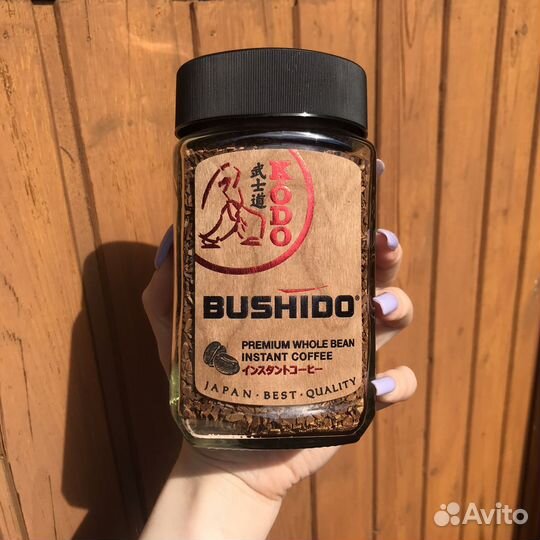 武士道
KODO
BUSHIDO®
PREMIUM WHOLE BEAN
INSTANT COFFEE
インスタントコーヒー
JAPAN · BEST · QUALITY
Avito